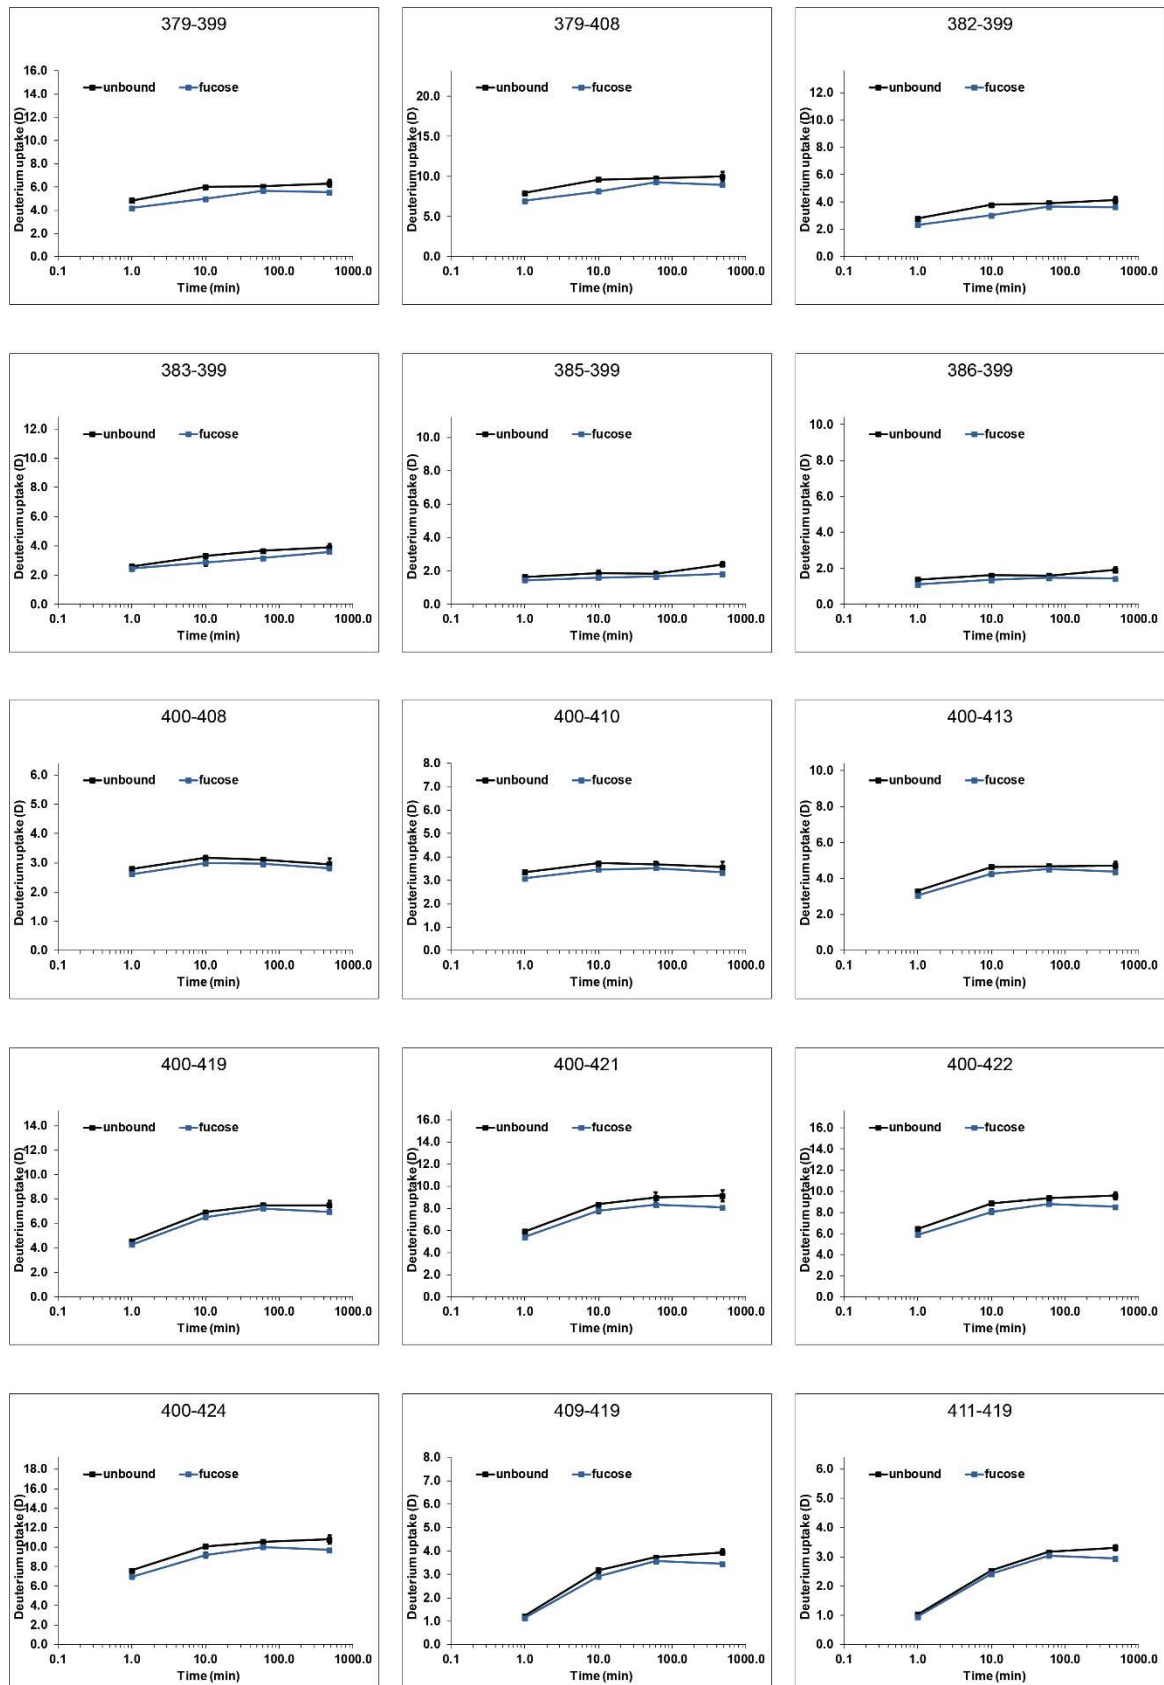 379-399
unbound fucose
Deuterium uptake (D)
16.0
14.0
12.0
10.0
8.0
6.0
4.0
2.0
0.0
0.1 1.0 10.0 100.0 1000.0
Time (min)
379-408
unbound fucose
Deuterium uptake (D)
20.0
15.0
10.0
5.0
0.0
0.1 1.0 10.0 100.0 1000.0
Time (min)
382-399
unbound fucose
Deuterium uptake (D)
12.0
10.0
8.0
6.0
4.0
2.0
0.0
0.1 1.0 10.0 100.0 1000.0
Time (min)
383-399
unbound fucose
Deuterium uptake (D)
12.0
10.0
8.0
6.0
4.0
2.0
0.0
0.1 1.0 10.0 100.0 1000.0
Time (min)
385-399
unbound fucose
Deuterium uptake (D)
10.0
8.0
6.0
4.0
2.0
0.0
0.1 1.0 10.0 100.0 1000.0
Time (min)
386-399
unbound fucose
Deuterium uptake (D)
10.0
8.0
6.0
4.0
2.0
0.0
0.1 1.0 10.0 100.0 1000.0
Time (min)
400-408
unbound fucose
Deuterium uptake (D)
6.0
5.0
4.0
3.0
2.0
1.0
0.0
0.1 1.0 10.0 100.0 1000.0
Time (min)
400-410
unbound fucose
Deuterium uptake (D)
8.0
7.0
6.0
5.0
4.0
3.0
2.0
1.0
0.0
0.1 1.0 10.0 100.0 1000.0
Time (min)
400-413
unbound fucose
Deuterium uptake (D)
10.0
8.0
6.0
4.0
2.0
0.0
0.1 1.0 10.0 100.0 1000.0
Time (min)
400-419
unbound fucose
Deuterium uptake (D)
14.0
12.0
10.0
8.0
6.0
4.0
2.0
0.0
0.1 1.0 10.0 100.0 1000.0
Time (min)
400-421
unbound fucose
Deuterium uptake (D)
16.0
14.0
12.0
10.0
8.0
6.0
4.0
2.0
0.0
0.1 1.0 10.0 100.0 1000.0
Time (min)
400-422
unbound fucose
Deuterium uptake (D)
16.0
14.0
12.0
10.0
8.0
6.0
4.0
2.0
0.0
0.1 1.0 10.0 100.0 1000.0
Time (min)
400-424
unbound fucose
Deuterium uptake (D)
18.0
16.0
14.0
12.0
10.0
8.0
6.0
4.0
2.0
0.0
0.1 1.0 10.0 100.0 1000.0
Time (min)
409-419
unbound fucose
Deuterium uptake (D)
8.0
7.0
6.0
5.0
4.0
3.0
2.0
1.0
0.0
0.1 1.0 10.0 100.0 1000.0
Time (min)
411-419
unbound fucose
Deuterium uptake (D)
6.0
5.0
4.0
3.0
2.0
1.0
0.0
0.1 1.0 10.0 100.0 1000.0
Time (min)